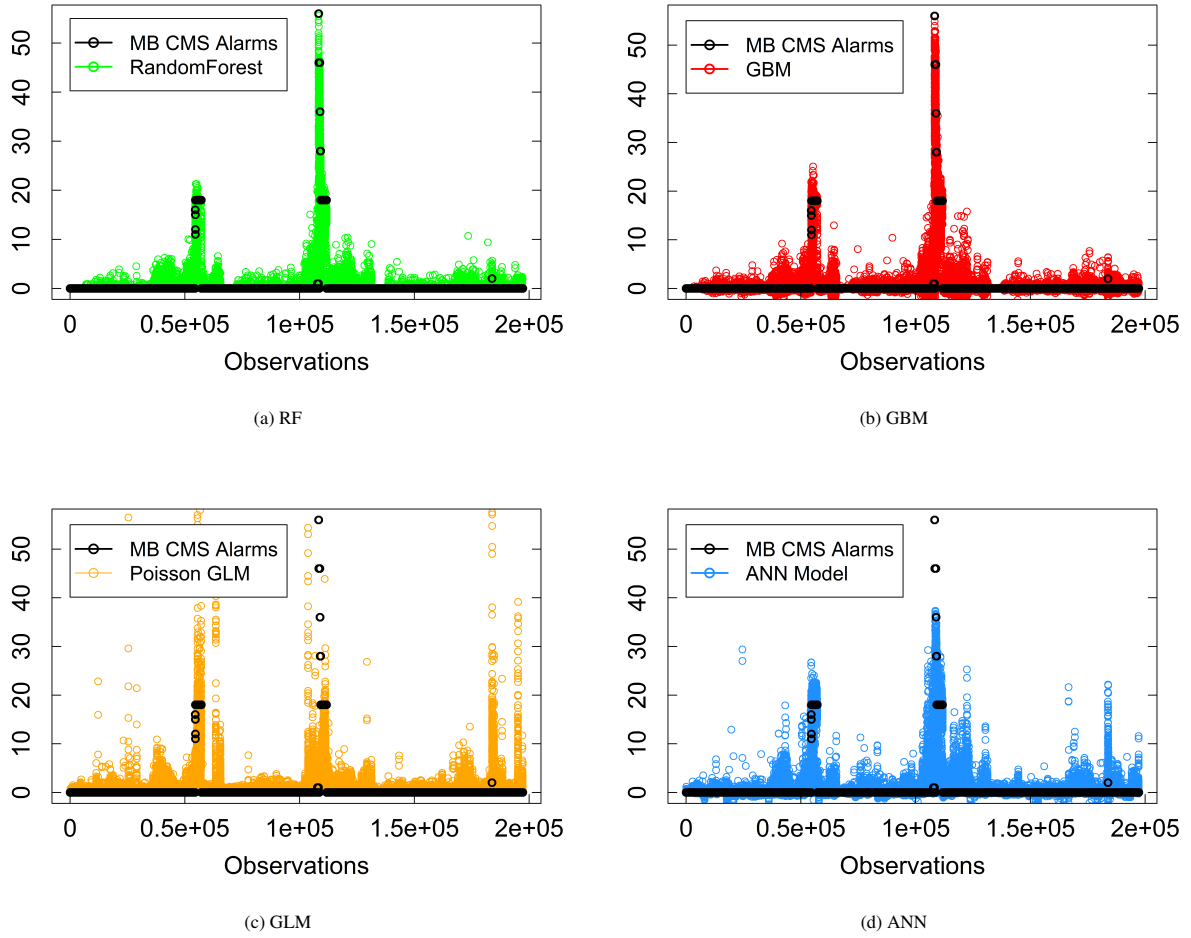 MB CMS Alarms
RandomForest
0 10 20 30 40 50
0 0.5e+05 1e+05 1.5e+05 2e+05
Observations
(a) RF
MB CMS Alarms
GBM
0 10 20 30 40 50
0 0.5e+05 1e+05 1.5e+05 2e+05
Observations
(b) GBM
MB CMS Alarms
Poisson GLM
0 10 20 30 40 50
0 0.5e+05 1e+05 1.5e+05 2e+05
Observations
(c) GLM
MB CMS Alarms
ANN Model
0 10 20 30 40 50
0 0.5e+05 1e+05 1.5e+05 2e+05
Observations
(d) ANN